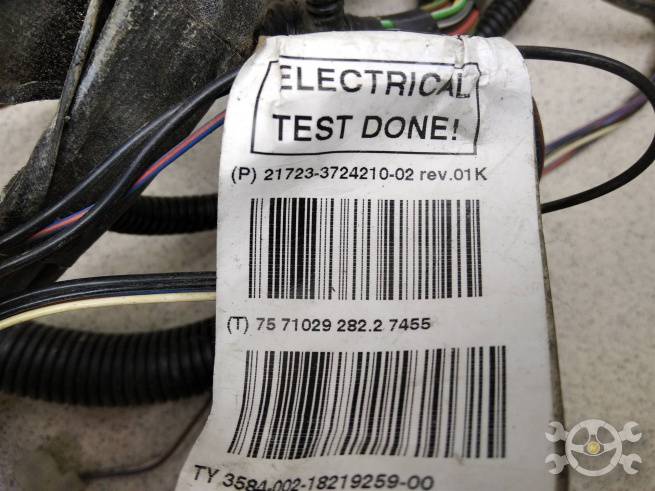 ELECTRICAL
TEST DONE!
(P) 21723-3724210-02 rev.01K
(T) 75 71029 282.2 7455
TY 3584-002-18219259-00